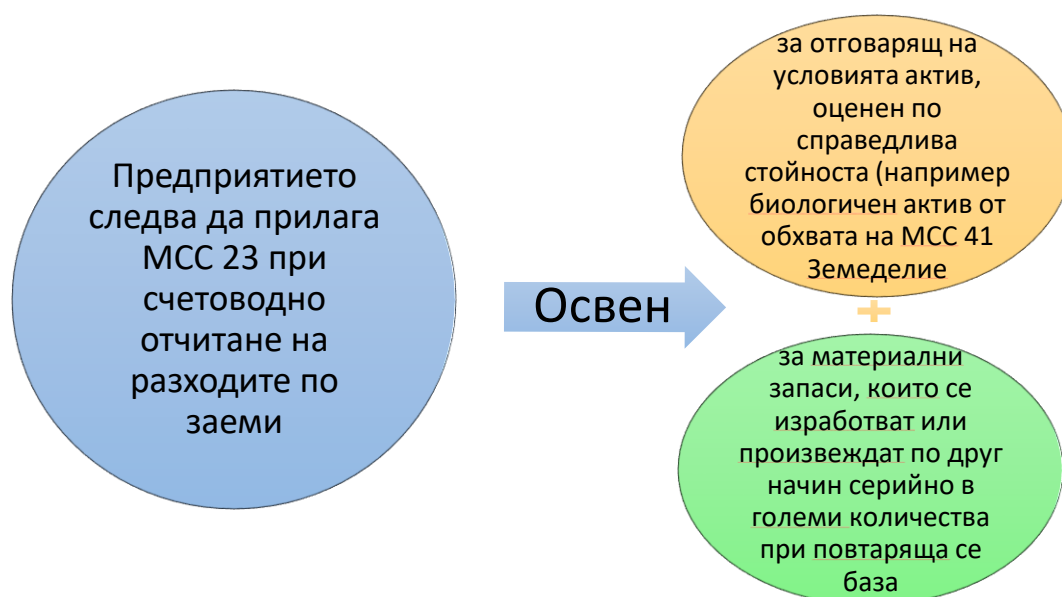 Предприятието
следва да прилага
МСС 23 при
счетоводно
отчитане на
разходите по
заеми
Освен
за отговарящ на
условията актив,
оценен по
справедлива
стойноста (например
биологичен актив от
обхвата на МСС 41
Земеделие
+
за материални
запаси, които се
изработват или
произвеждат по друг
начин серийно в
големи количества
при повтаряща се
база